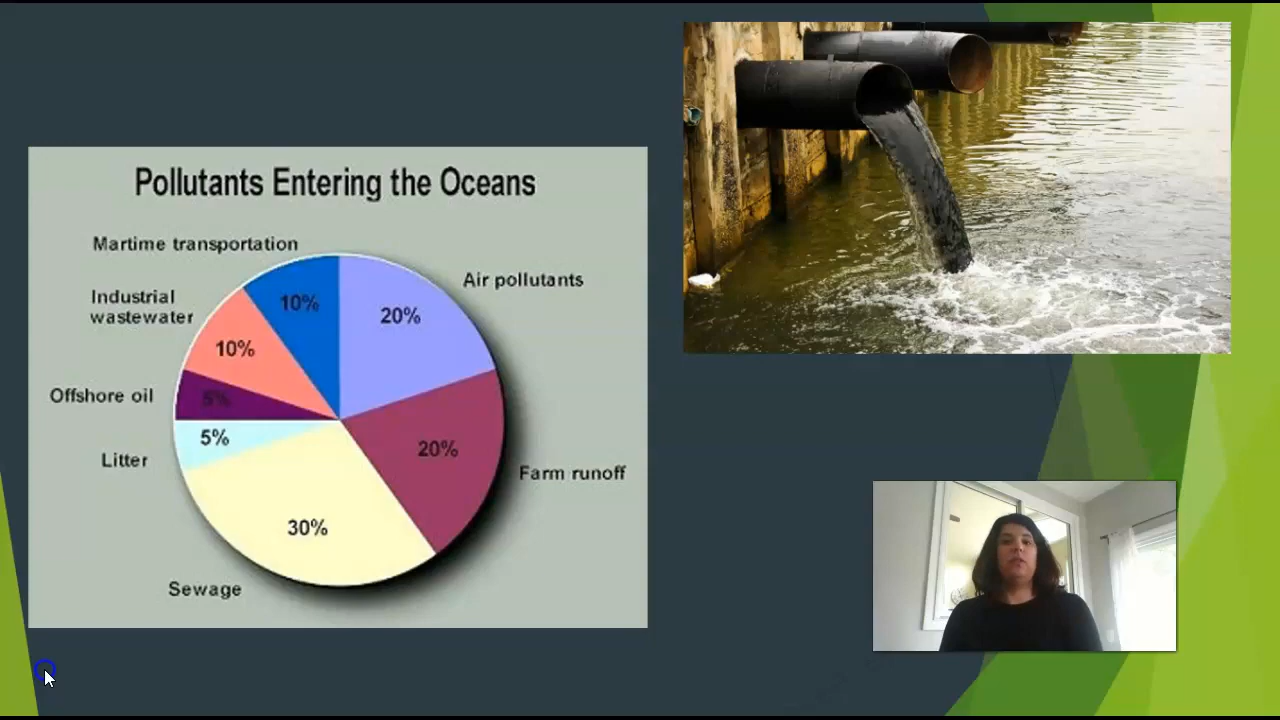 Pollutants Entering the Oceans
Martime transportation
Air pollutants
Industrial
wastewater
10%
20%
10%
Offshore oil
5%
5%
20%
Litter
Farm runoff
30%
Sewage